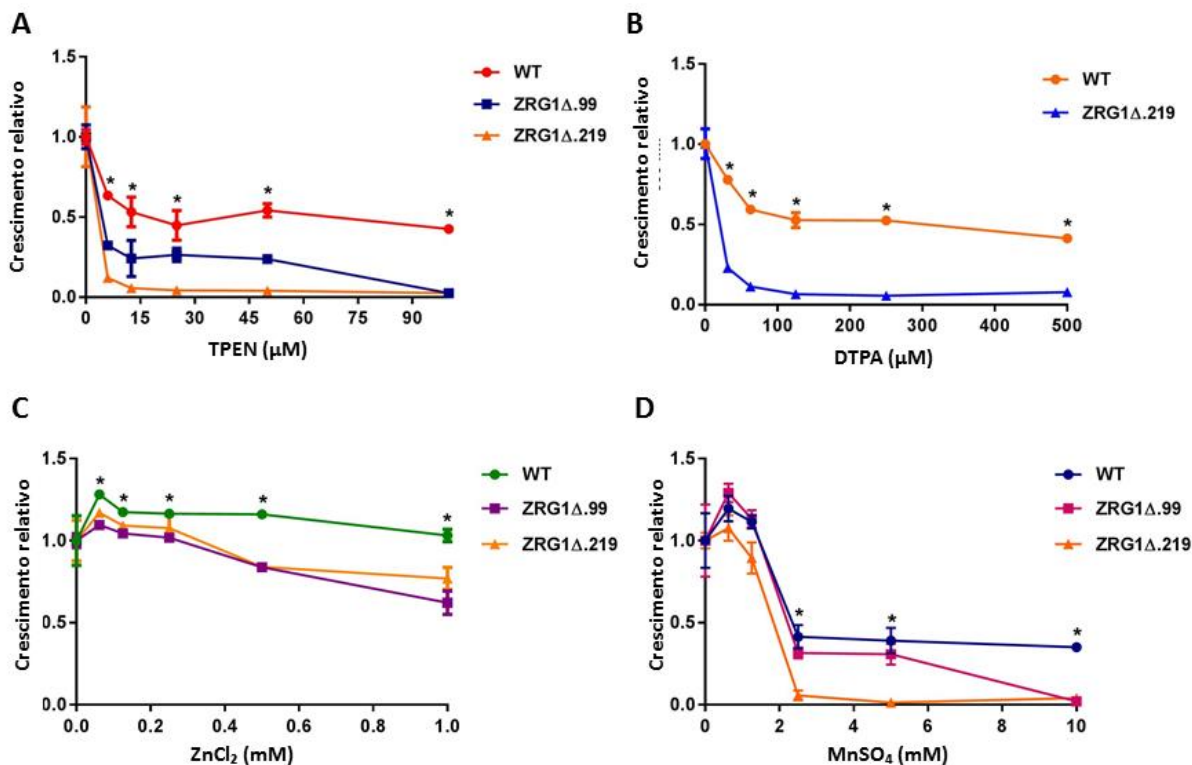 A
Crescimento relativo
1.5
1.0
0.5
0.0
0 15 30 45 60 75 90
TPEN (µM)
WT
ZRG1Δ.99
ZRG1Δ.219
* * * * *
B
Crescimento relativo
1.5
1.0
0.5
0.0
0 100 200 300 400 500
DTPA (µM)
WT
ZRG1Δ.219
* * * * * *
C
Crescimento relativo
1.5
1.0
0.5
0.0
0.0 0.2 0.4 0.6 0.8 1.0
ZnCl₂ (mM)
WT
ZRG1Δ.99
ZRG1Δ.219
* * * * *
D
Crescimento relativo
1.5
1.0
0.5
0.0
0 2 4 6 8 10
MnSO₄ (mM)
WT
ZRG1Δ.99
ZRG1Δ.219
* * *